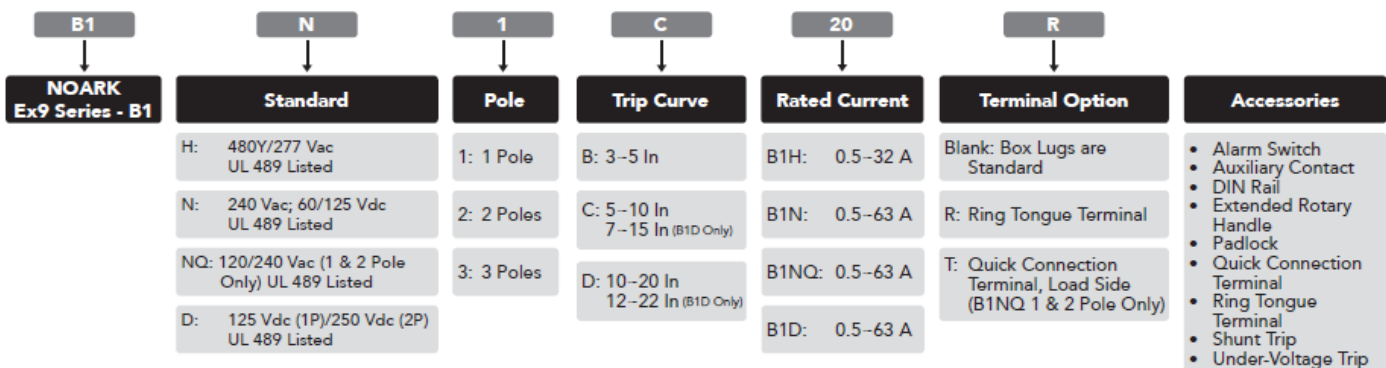 B1 N 1 C 20 R
NOARK
Ex9 Series - B1
Standard
Pole
Trip Curve
Rated Current
Terminal Option
Accessories
H: 480Y/277 Vac
UL 489 Listed
N: 240 Vac; 60/125 Vdc
UL 489 Listed
NQ: 120/240 Vac (1 & 2 Pole
Only) UL 489 Listed
D: 125 Vdc (1P)/250 Vdc (2P)
UL 489 Listed
1: 1 Pole
2: 2 Poles
3: 3 Poles
B: 3~5 In
C: 5~10 In
7~15 In (B1D Only)
D: 10~20 In
12~22 In (B1D Only)
B1H: 0.5~32 A
B1N: 0.5~63 A
B1NQ: 0.5~63 A
B1D: 0.5~63 A
Blank: Box Lugs are
Standard
R: Ring Tongue Terminal
T: Quick Connection
Terminal, Load Side
(B1NQ 1 & 2 Pole Only)
• Alarm Switch
• Auxiliary Contact
• DIN Rail
• Extended Rotary
Handle
• Padlock
• Quick Connection
Terminal
• Ring Tongue
Terminal
• Shunt Trip
• Under-Voltage Trip